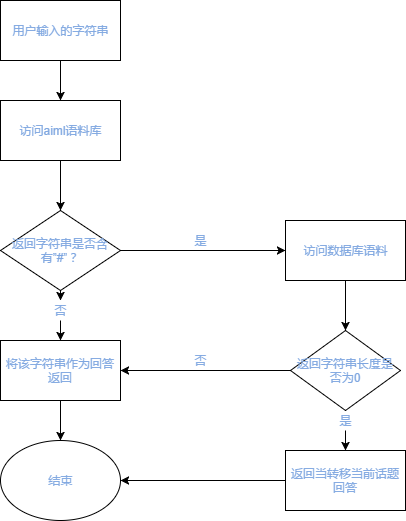 用户输入的字符串
访问aiml语料库
返回字符串是否含
有"#"？
是
访问数据库语料
否
将该字符串作为回答
返回
否
返回字符串长度是
否为0
是
结束
返回当转移当前话题
回答